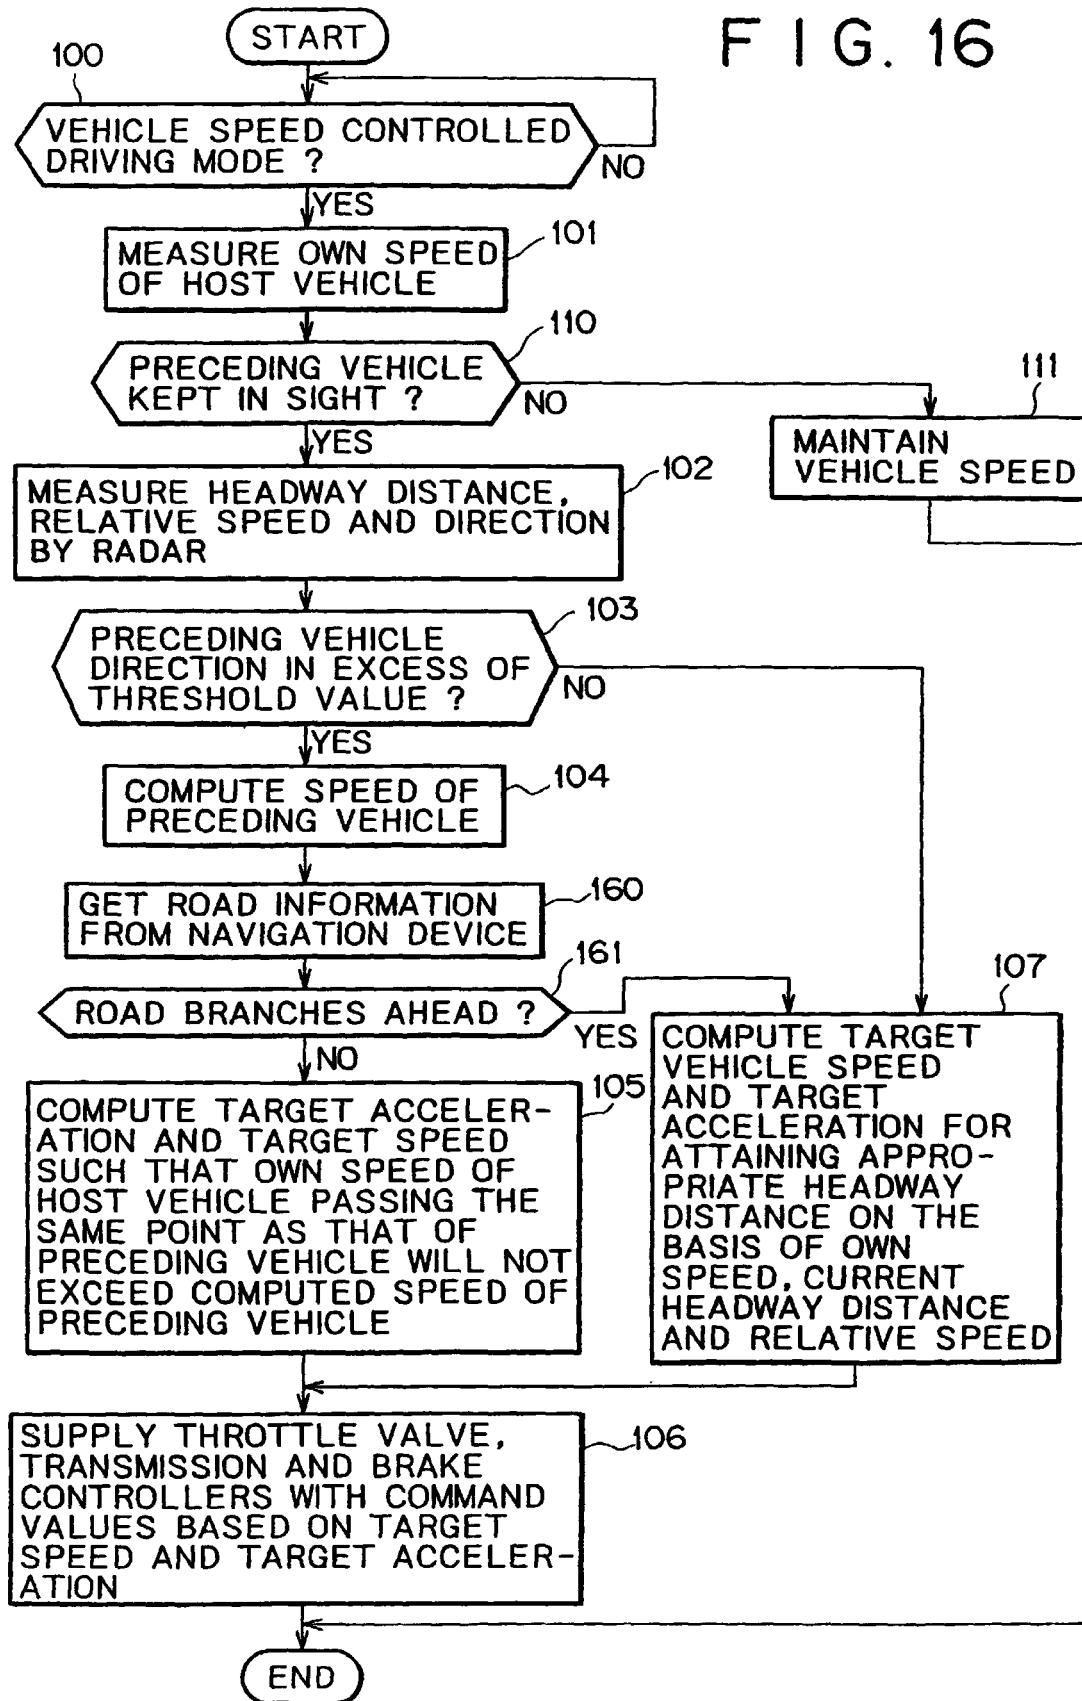 START
FIG. 16
100
VEHICLE SPEED CONTROLLED
DRIVING MODE ?
NO
YES
101
MEASURE OWN SPEED
OF HOST VEHICLE
110
PRECEDING VEHICLE
KEPT IN SIGHT ?
NO
YES
111
MAINTAIN
VEHICLE SPEED
102
MEASURE HEADWAY DISTANCE,
RELATIVE SPEED AND DIRECTION
BY RADAR
103
PRECEDING VEHICLE
DIRECTION IN EXCESS OF
THRESHOLD VALUE ?
NO
YES
104
COMPUTE SPEED OF
PRECEDING VEHICLE
160
GET ROAD INFORMATION
FROM NAVIGATION DEVICE
161
ROAD BRANCHES AHEAD ?
YES
NO
105
COMPUTE TARGET ACCELER-
ATION AND TARGET SPEED
SUCH THAT OWN SPEED OF
HOST VEHICLE PASSING THE
SAME POINT AS THAT OF
PRECEDING VEHICLE WILL NOT
EXCEED COMPUTED SPEED OF
PRECEDING VEHICLE
107
COMPUTE TARGET
VEHICLE SPEED
AND TARGET
ACCELERATION FOR
ATTAINING APPRO-
PRIATE HEADWAY
DISTANCE ON THE
BASIS OF OWN
SPEED, CURRENT
HEADWAY DISTANCE
AND RELATIVE SPEED
106
SUPPLY THROTTLE VALVE,
TRANSMISSION AND BRAKE
CONTROLLERS WITH COMMAND
VALUES BASED ON TARGET
SPEED AND TARGET ACCELER-
ATION
END